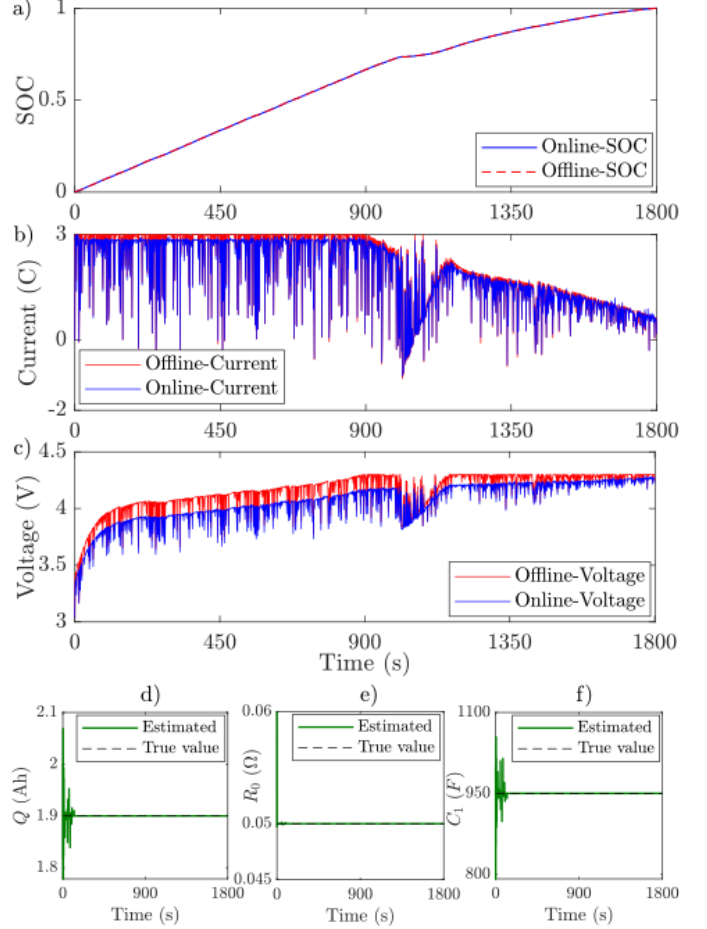 a)
1
0.5
0
SOC
Online-SOC
Offline-SOC
0 450 900 1350 1800
b)
3
0
-2
Current (C)
Offline-Current
Online-Current
0 450 900 1350 1800
c)
4.5
4
3.5
3
Voltage (V)
Offline-Voltage
Online-Voltage
0 450 900 1350 1800
Time (s)
d)
2.1
2
1.9
1.8
Q (Ah)
Estimated
True value
0 900 1800
Time (s)
e)
0.06
0.05
0.045
R₀ (Ω)
Estimated
True value
0 900 1800
Time (s)
f)
1100
950
800
C₁ (F)
Estimated
True value
0 900 1800
Time (s)